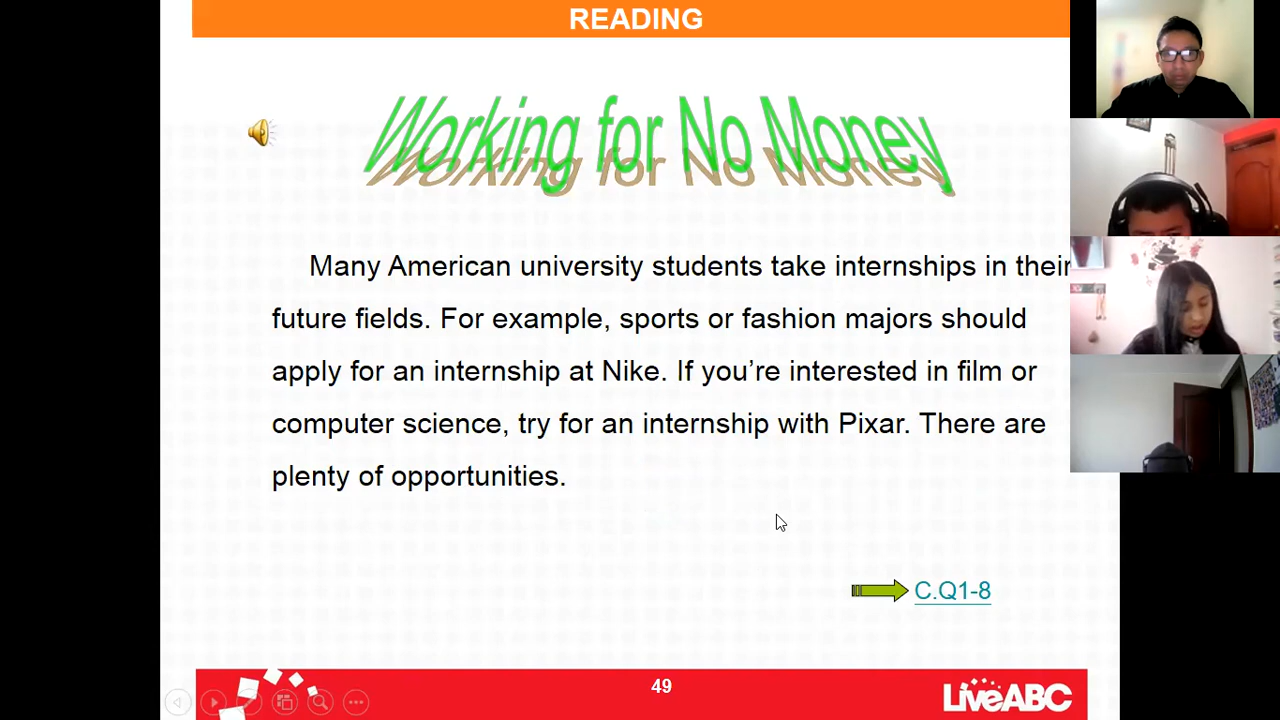 READING
Working for No Money
Many American university students take internships in their
future fields. For example, sports or fashion majors should
apply for an internship at Nike. If you’re interested in film or
computer science, try for an internship with Pixar. There are
plenty of opportunities.
C.Q1-8
49
LiveABC